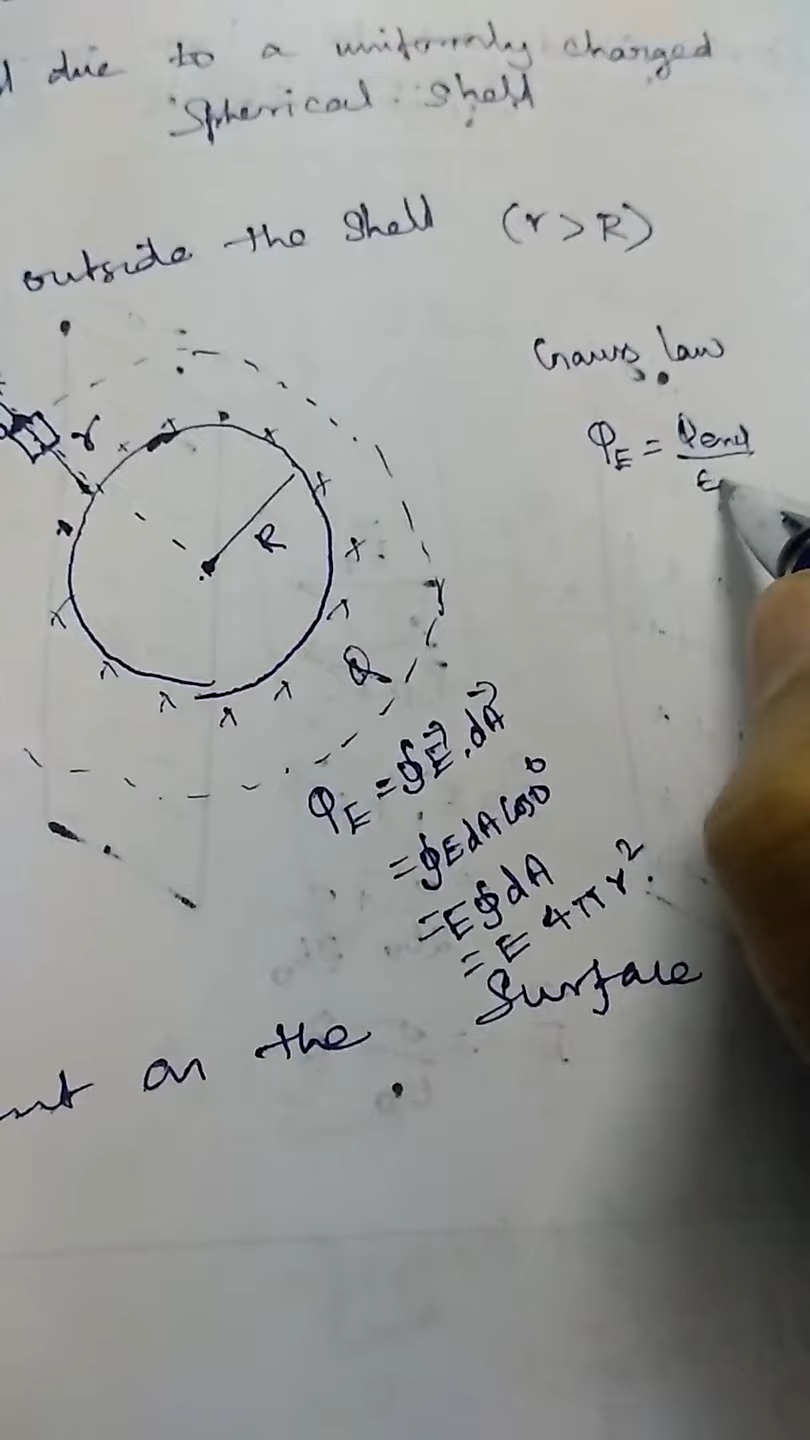 due to a uniformly charged
Spherical shell
outside the shell (r > R)
Gauss law
φE = qencl
ε
r
R
Q
φE = ∮E⃗.dA⃗
= ∮EdA cos0
= E∮dA
= E 4πr².
on the Surface